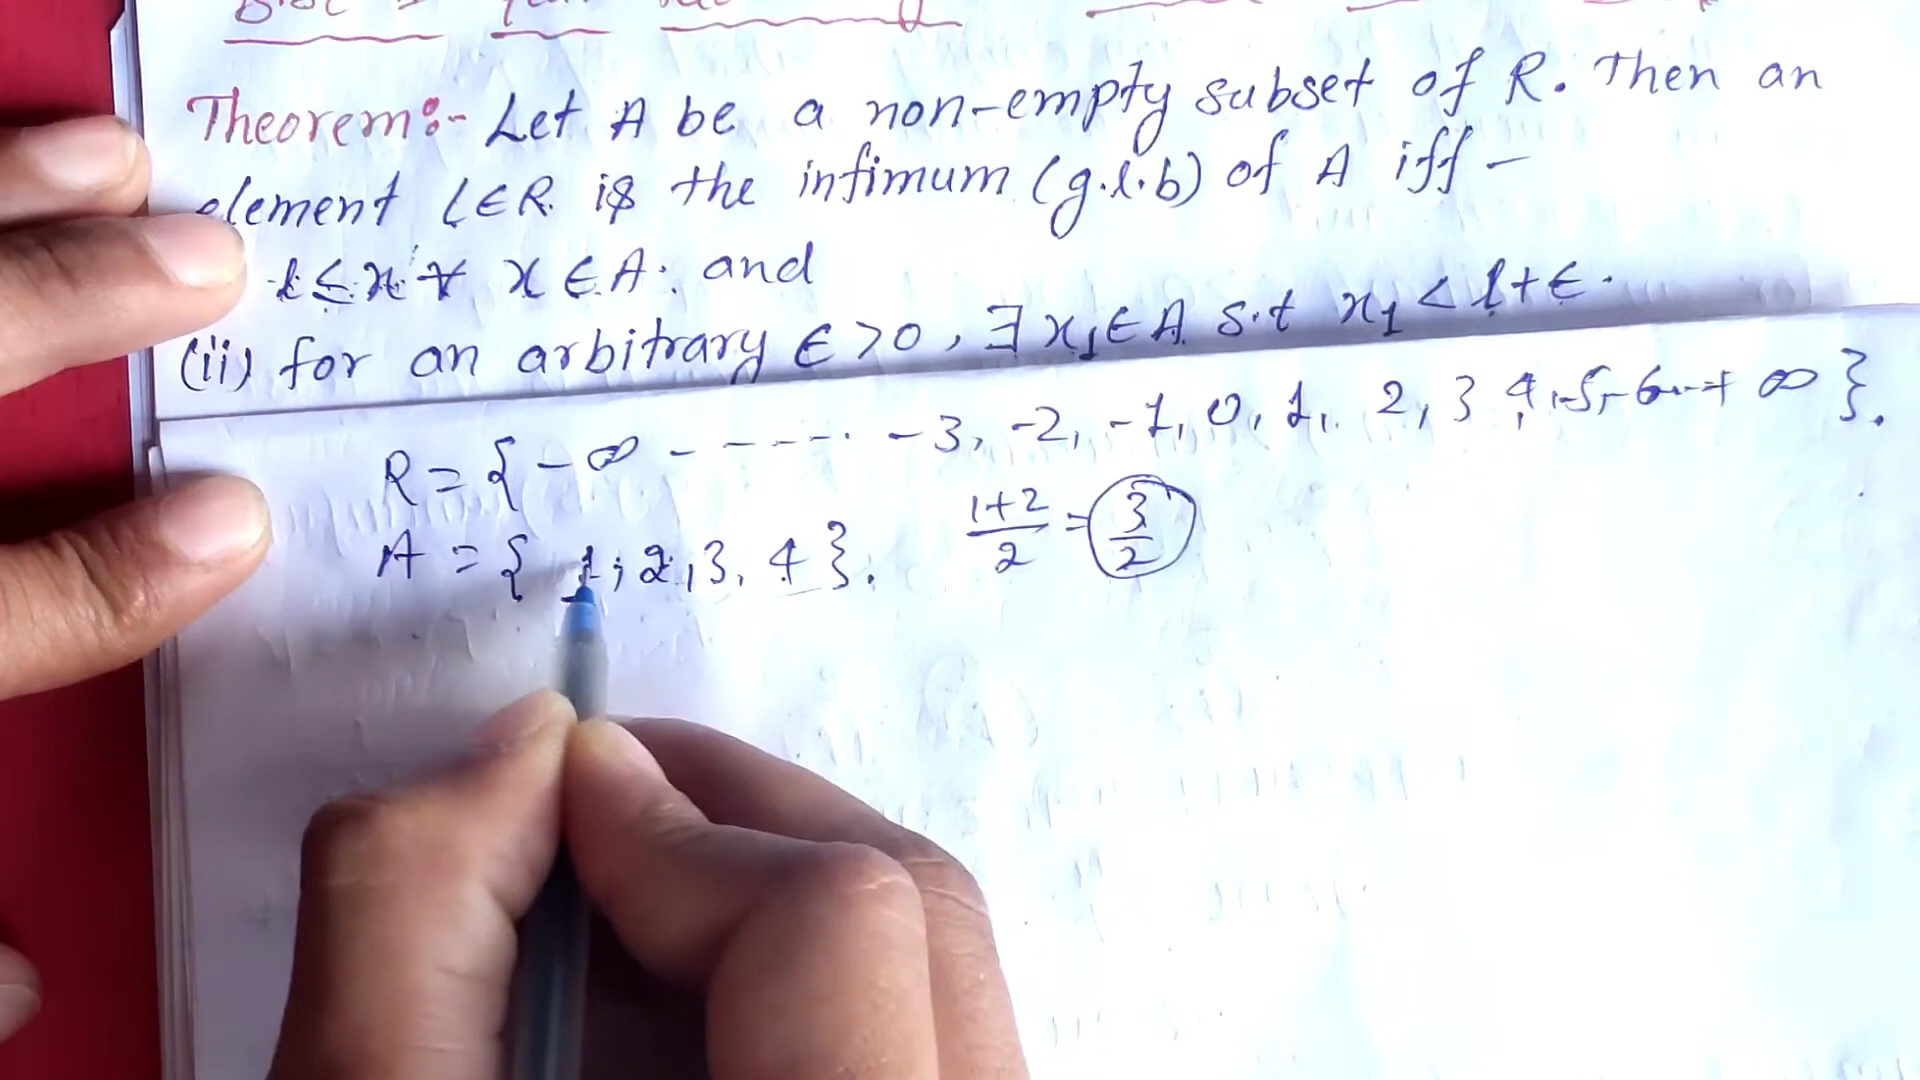 Theorem:- Let A be a non-empty subset of R. Then an
element l∈R. is the infimum (g.l.b) of A iff -
l ≤ x ∀ x ∈ A. and
(ii) for an arbitrary ∈ > 0, ∃ x₁ ∈ A s.t x₁ < l + ∈.
R = { - ∞ - - - - - - 3, -2, -1, 0, 1, 2, 3 4, 5, 6 - - + ∞ }.
A = { 1, 2, 3, 4 }. 1+2/2 = 3/2